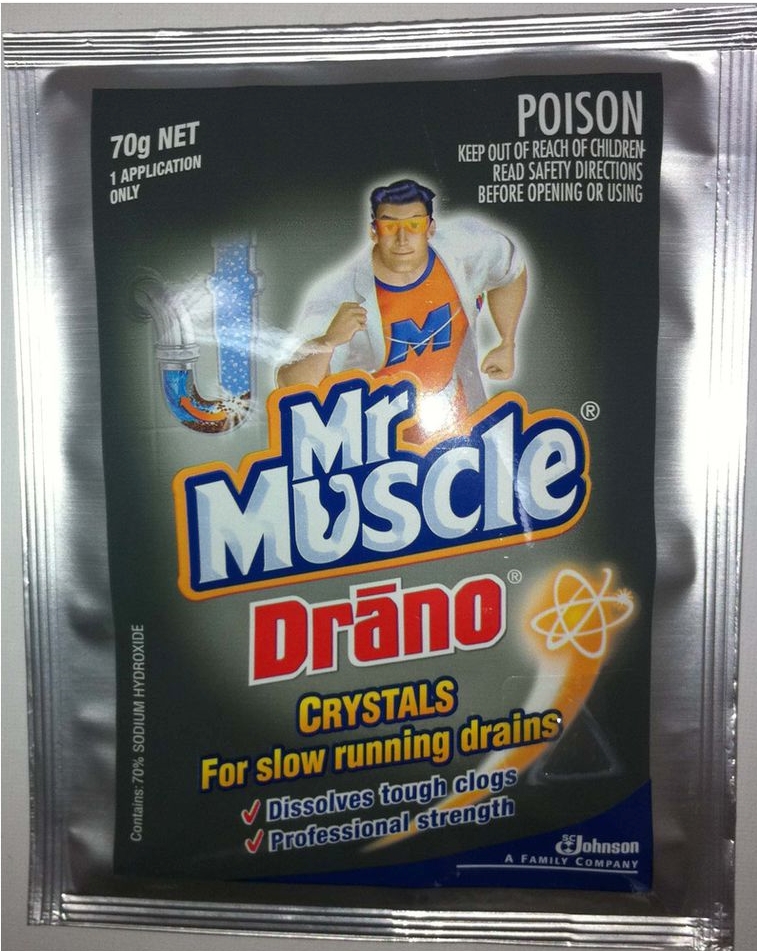 70g NET
1 APPLICATION
ONLY
POISON
KEEP OUT OF REACH OF CHILDREN
READ SAFETY DIRECTIONS
BEFORE OPENING OR USING
M
Mr
Muscle®
Drāno®
CRYSTALS
For slow running drains
Dissolves tough clogs
Professional strength
Contains: 70% SODIUM HYDROXIDE
SC Johnson
A FAMILY COMPANY